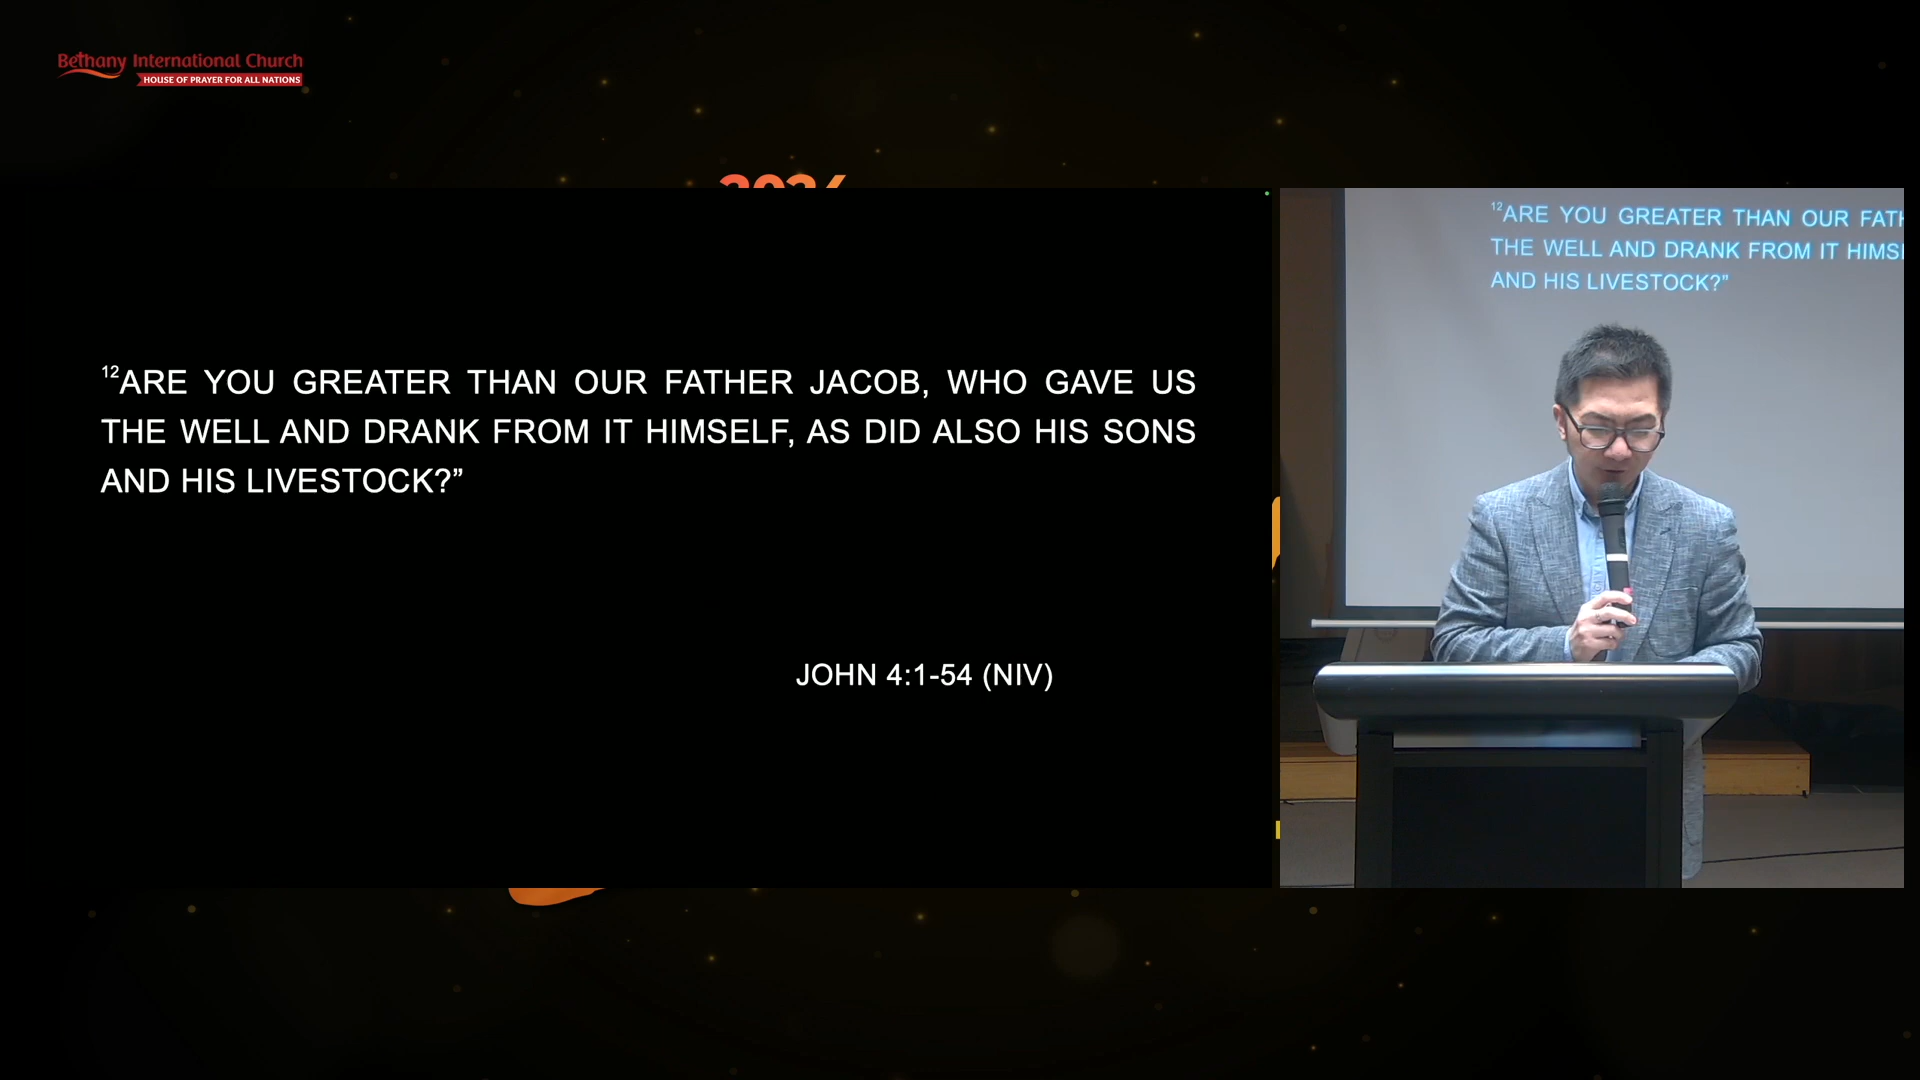 Bethany International Church
HOUSE OF PRAYER FOR ALL NATIONS
12ARE YOU GREATER THAN OUR FATHER JACOB, WHO GAVE US
THE WELL AND DRANK FROM IT HIMSELF, AS DID ALSO HIS SONS
AND HIS LIVESTOCK?”
JOHN 4:1-54 (NIV)
12ARE YOU GREATER THAN OUR
THE WELL AND DRANK FROM IT
AND HIS LIVESTOCK?”